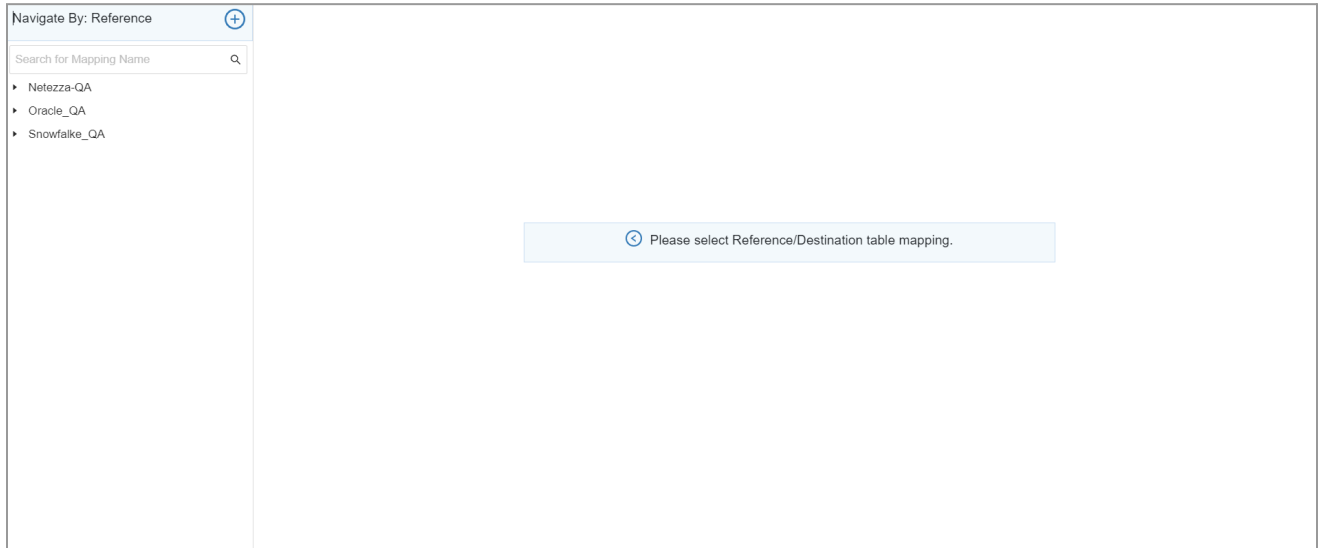 Navigate By: Reference
Search for Mapping Name
Netezza-QA
Oracle_QA
Snowfalke_QA
Please select Reference/Destination table mapping.